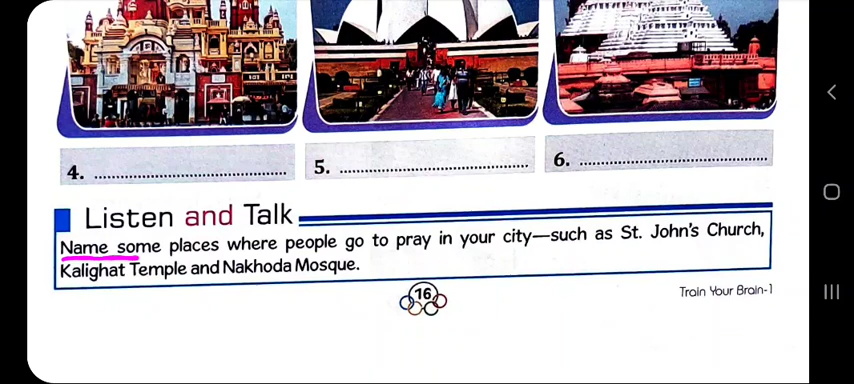 4. ........................................
5. ........................................
6. ........................................
Listen and Talk
Name some places where people go to pray in your city—such as St. John's Church,
Kalighat Temple and Nakhoda Mosque.
16
Train Your Brain-1